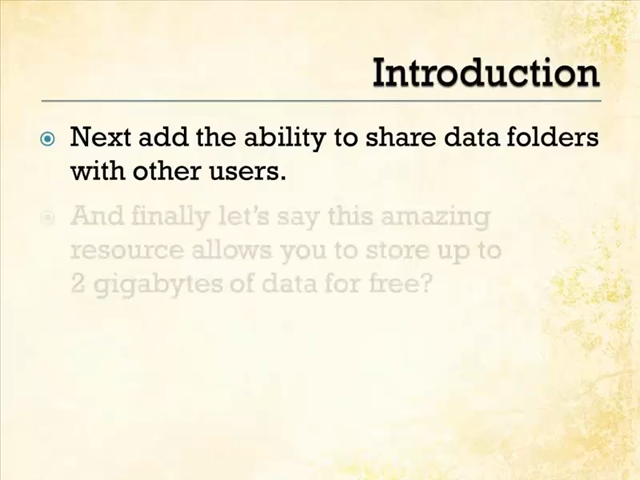 Introduction
Next add the ability to share data folders
with other users.
And finally let's say this amazing
resource allows you to store up to
2 gigabytes of data for free?